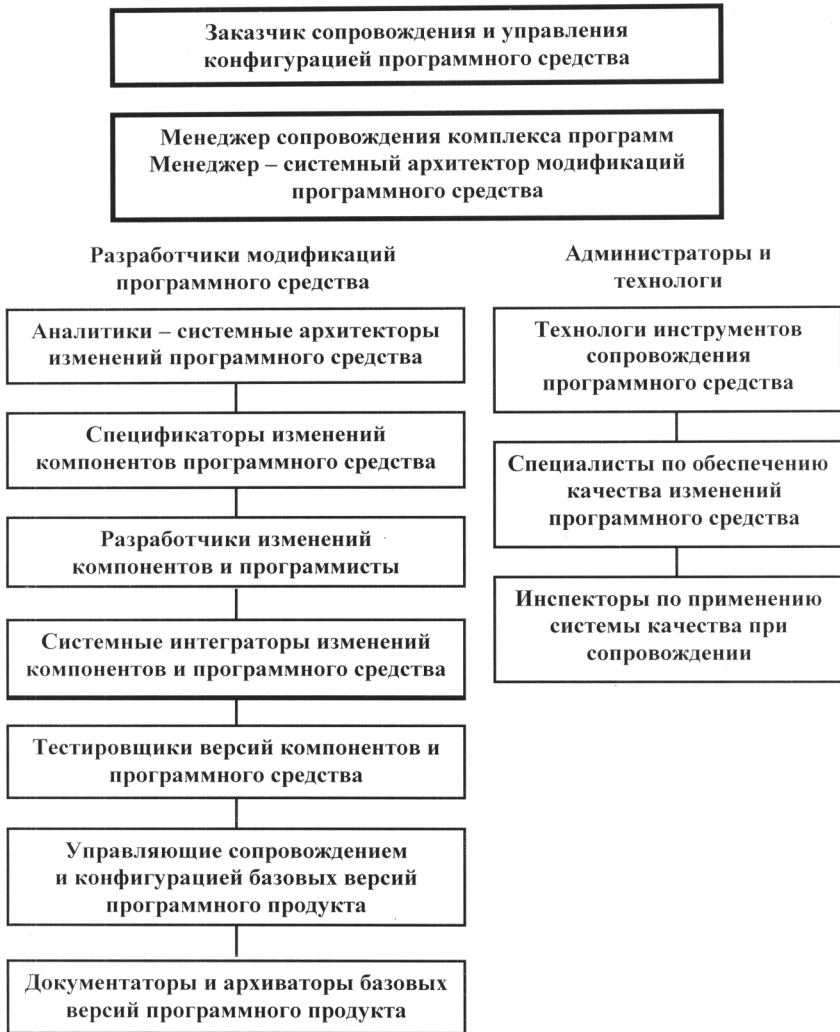 Заказчик сопровождения и управления
конфигурацией программного средства
Менеджер сопровождения комплекса программ
Менеджер – системный архитектор модификаций
программного средства
Разработчики модификаций
программного средства
Аналитики – системные архитекторы
изменений программного средства
Спецификаторы изменений
компонентов программного средства
Разработчики изменений
компонентов и программисты
Системные интеграторы изменений
компонентов и программного средства
Тестировщики версий компонентов и
программного средства
Управляющие сопровождением
и конфигурацией базовых версий
программного продукта
Документаторы и архиваторы базовых
версий программного продукта
Администраторы и
технологи
Технологи инструментов
сопровождения
программного средства
Специалисты по обеспечению
качества изменений
программного средства
Инспекторы по применению
системы качества при
сопровождении